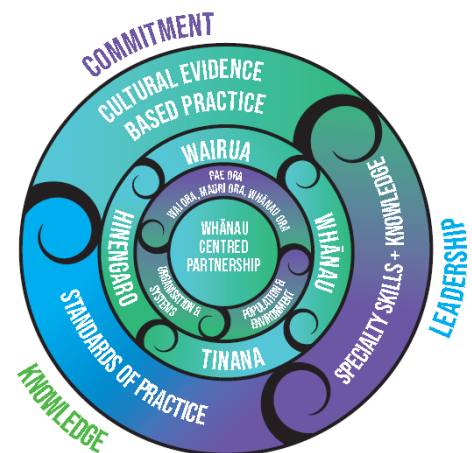 COMMITMENT
CULTURAL EVIDENCE
BASED PRACTICE
WAIRUA
PAE ORA
WAI ORA, MAURI ORA, WHĀNAU ORA
WHĀNAU
CENTRED
PARTNERSHIP
HINENGARO
WHĀNAU
ORGANISATION &
SYSTEMS
POPULATION &
ENVIRONMENT
TINANA
SPECIALTY SKILLS + KNOWLEDGE
STANDARDS OF PRACTICE
LEADERSHIP
KNOWLEDGE